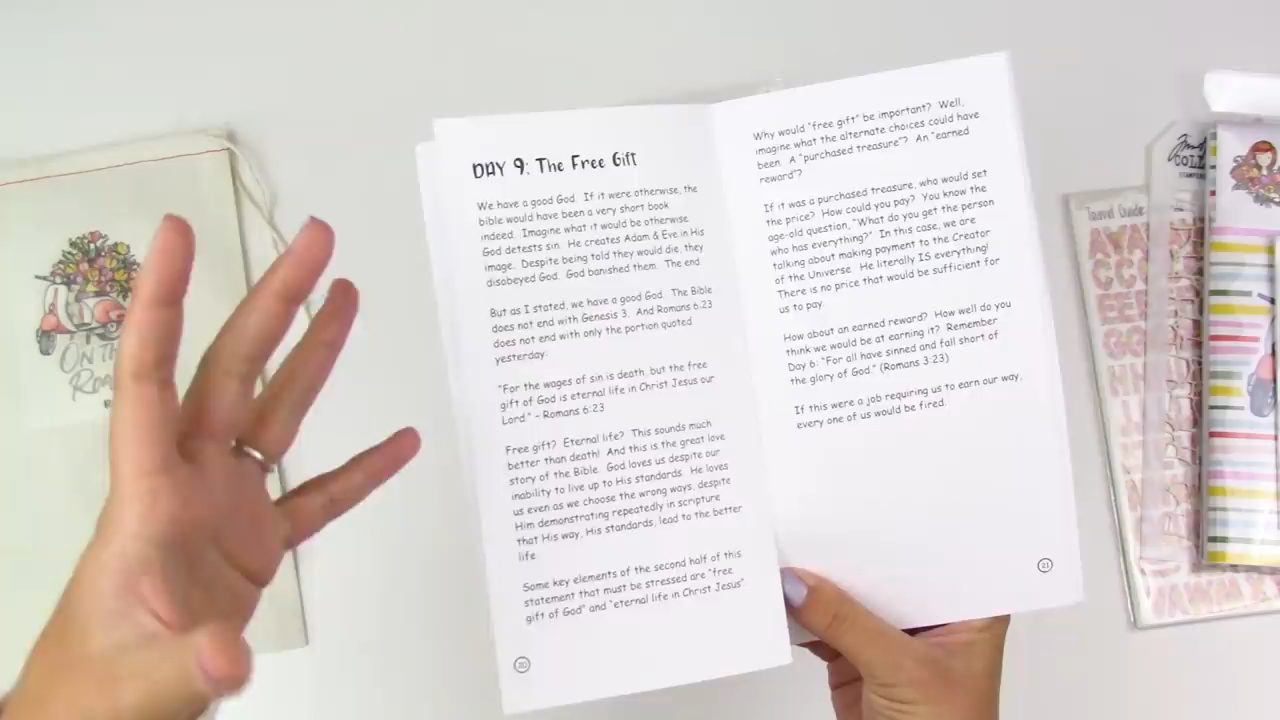 DAY 9: The Free Gift
We have a good God. If it were otherwise, the
bible would have been a very short book
indeed. Imagine what it would be otherwise.
God detests sin. He creates Adam & Eve in His
image. Despite being told they would die, they
disobeyed God. God banished them. The end.
But as I stated, we have a good God. The Bible
does not end with Genesis 3. And Romans 6:23
does not end with only the portion quoted
yesterday:
"For the wages of sin is death, but the free
gift of God is eternal life in Christ Jesus our
Lord." – Romans 6:23
Free gift? Eternal life? This sounds much
better than death! And this is the great love
story of the Bible. God loves us despite our
inability to live up to His standards. He loves
us even as we choose the wrong ways, despite
Him demonstrating repeatedly in scripture
that His way, His standards, lead to the better
life.
Some key elements of the second half of this
statement that must be stressed are "free
gift of God" and "eternal life in Christ Jesus"
20
Why would "free gift" be important? Well,
imagine what the alternate choices could have
been. A "purchased treasure"? An "earned
reward"?
If it was a purchased treasure, who would set
the price? How could you pay? You know the
age-old question, "What do you get the person
who has everything?" In this case, we are
talking about making payment to the Creator
of the Universe. He literally IS everything!
There is no price that would be sufficient for
us to pay.
How about an earned reward? How well do you
think we would be at earning it? Remember
Day 6: "For all have sinned and fall short of
the glory of God." (Romans 3:23)
If this were a job requiring us to earn our way,
every one of us would be fired.
21
ON TH
Roa
Travel Guide
Tim
COLL
STAMPERS